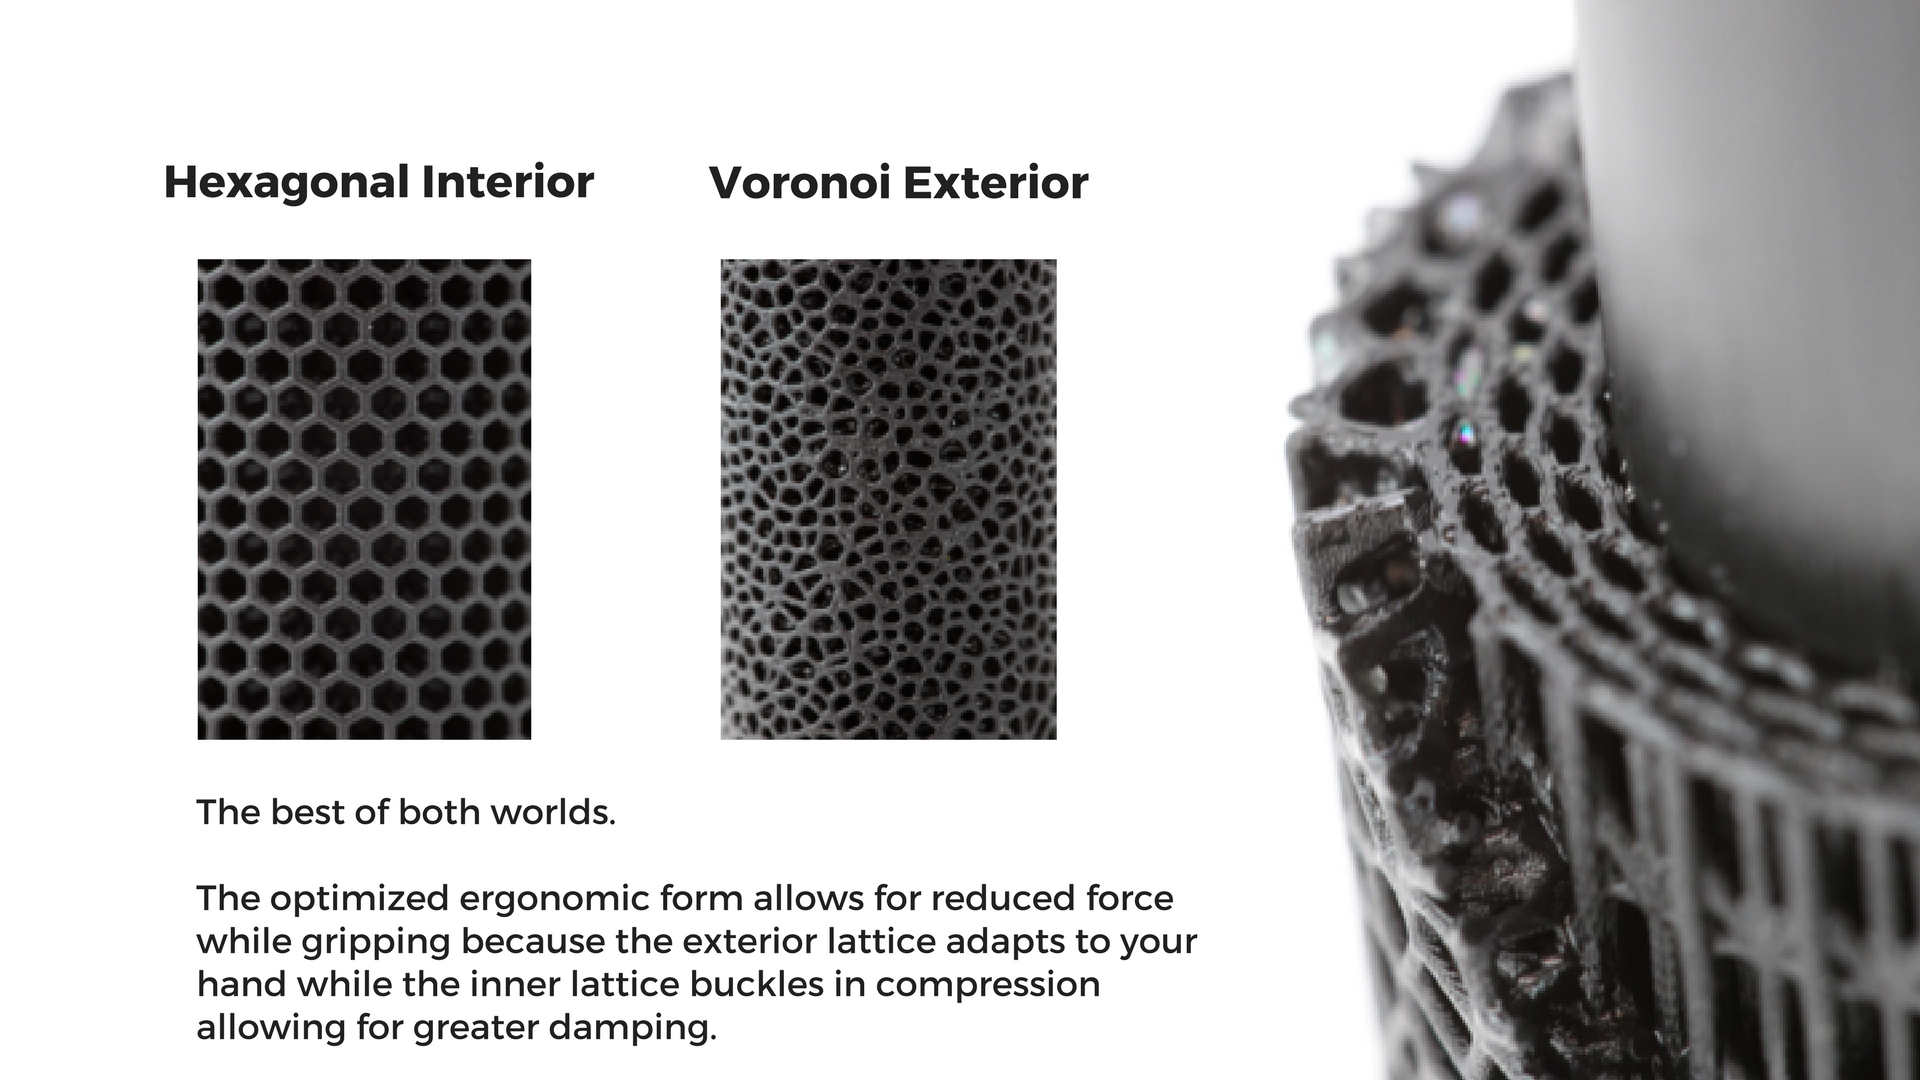 Hexagonal Interior
Voronoi Exterior
The best of both worlds.
The optimized ergonomic form allows for reduced force
while gripping because the exterior lattice adapts to your
hand while the inner lattice buckles in compression
allowing for greater damping.